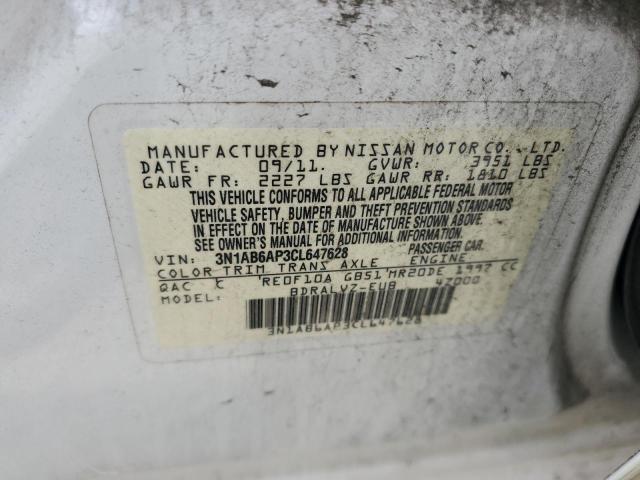 MANUFACTURED BY NISSAN MOTOR CO., LTD.
DATE: 09/11. GVWR: 3951 LBS
GAWR FR: 2227 LBS GAWR RR: 1810 LBS
THIS VEHICLE CONFORMS TO ALL APPLICABLE FEDERAL MOTOR
VEHICLE SAFETY, BUMPER AND THEFT PREVENTION STANDARDS
IN EFFECT ON THE DATE OF MANUFACTURE SHOWN ABOVE.
SEE OWNER'S MANUAL FOR ADDITIONAL INFORMATION.
VIN: 3N1AB6AP3CL647628 PASSENGER CAR.
COLOR TRIM TRANS AXLE ENGINE
QAC C RE0F10A GB51 MR20DE 1997 CC
MODEL: BDRALVZ-EUB 4Z000
3N1AB6AP3CL647628